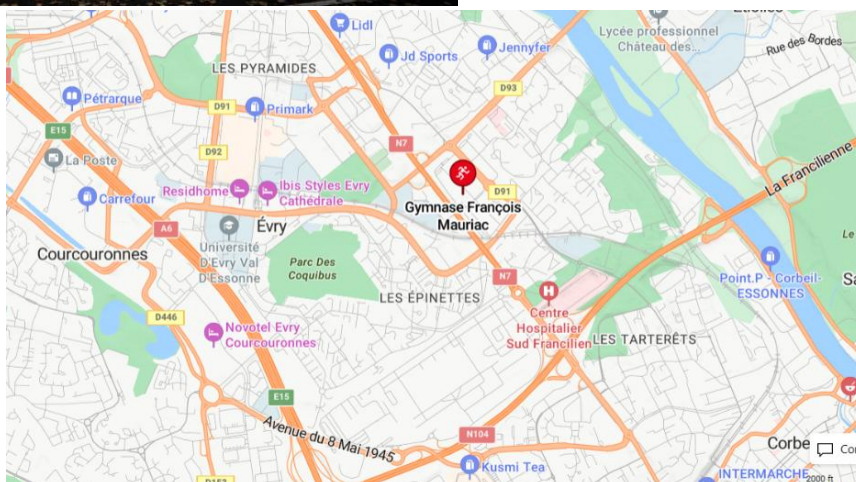 Lidl
Lycée professionnel
Château des...
Rue des Bordes
Jd Sports
Jennyfer
LES PYRAMIDES
Pétrarque
D91
Primark
D93
E15
N7
D92
La Poste
La Francilienne
Residhome
Ibis Styles Evry
Cathédrale
D91
Carrefour
Gymnase François
Mauriac
A6
Évry
Université
D'Evry Val
D'Essonne
Courcouronnes
Parc Des
Coquibus
Point.P - Corbeil-
ESSONNES
N7
LES ÉPINETTES
Centre
Hospitalier
Sud Francilien
D446
Novotel Evry
Courcouronnes
LES TARTERÊTS
E15
Avenue du 8 Mai 1945
N104
Corbe
Kusmi Tea
INTERMARCHE
2000 ft